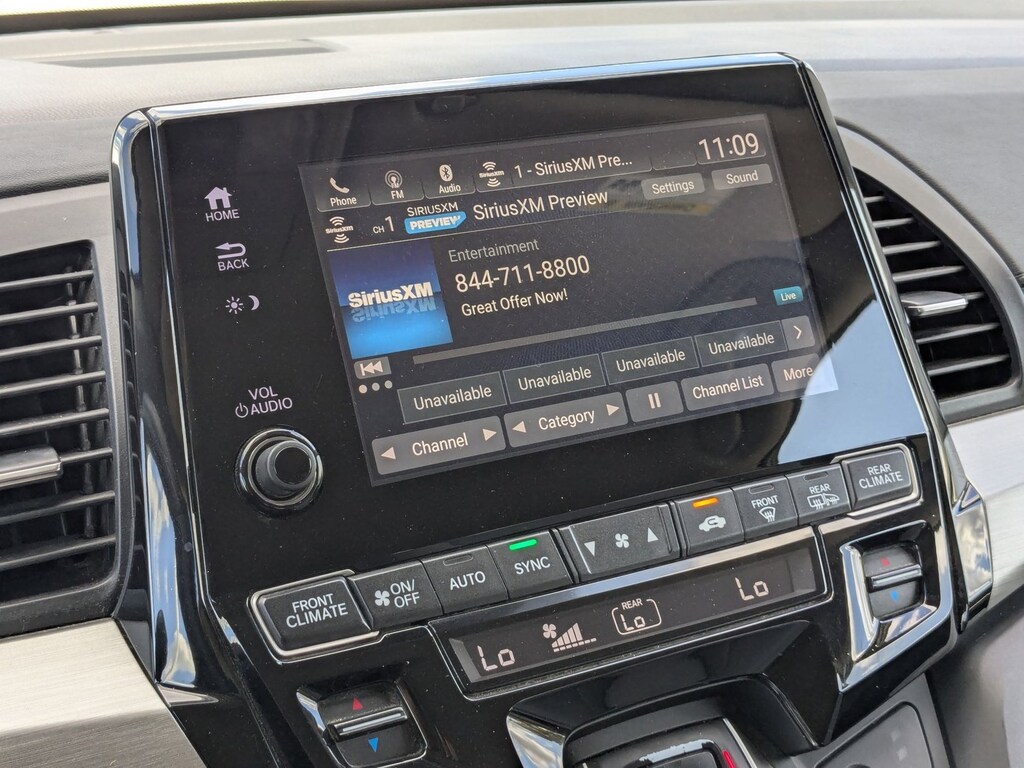 11:09
Phone
FM
Audio
SiriusXM
1 - SiriusXM Pre...
HOME
Settings
Sound
SiriusXM
CH 1
SIRIUSXM
PREVIEW
SiriusXM Preview
BACK
Entertainment
SiriusXM
844-711-8800
Great Offer Now!
Live
Unavailable
Unavailable
Unavailable
Unavailable
VOL
AUDIO
Channel
Category
Channel List
More
FRONT
CLIMATE
ON/
OFF
AUTO
SYNC
FRONT
REAR
REAR
CLIMATE
Lo
REAR
Lo
Lo